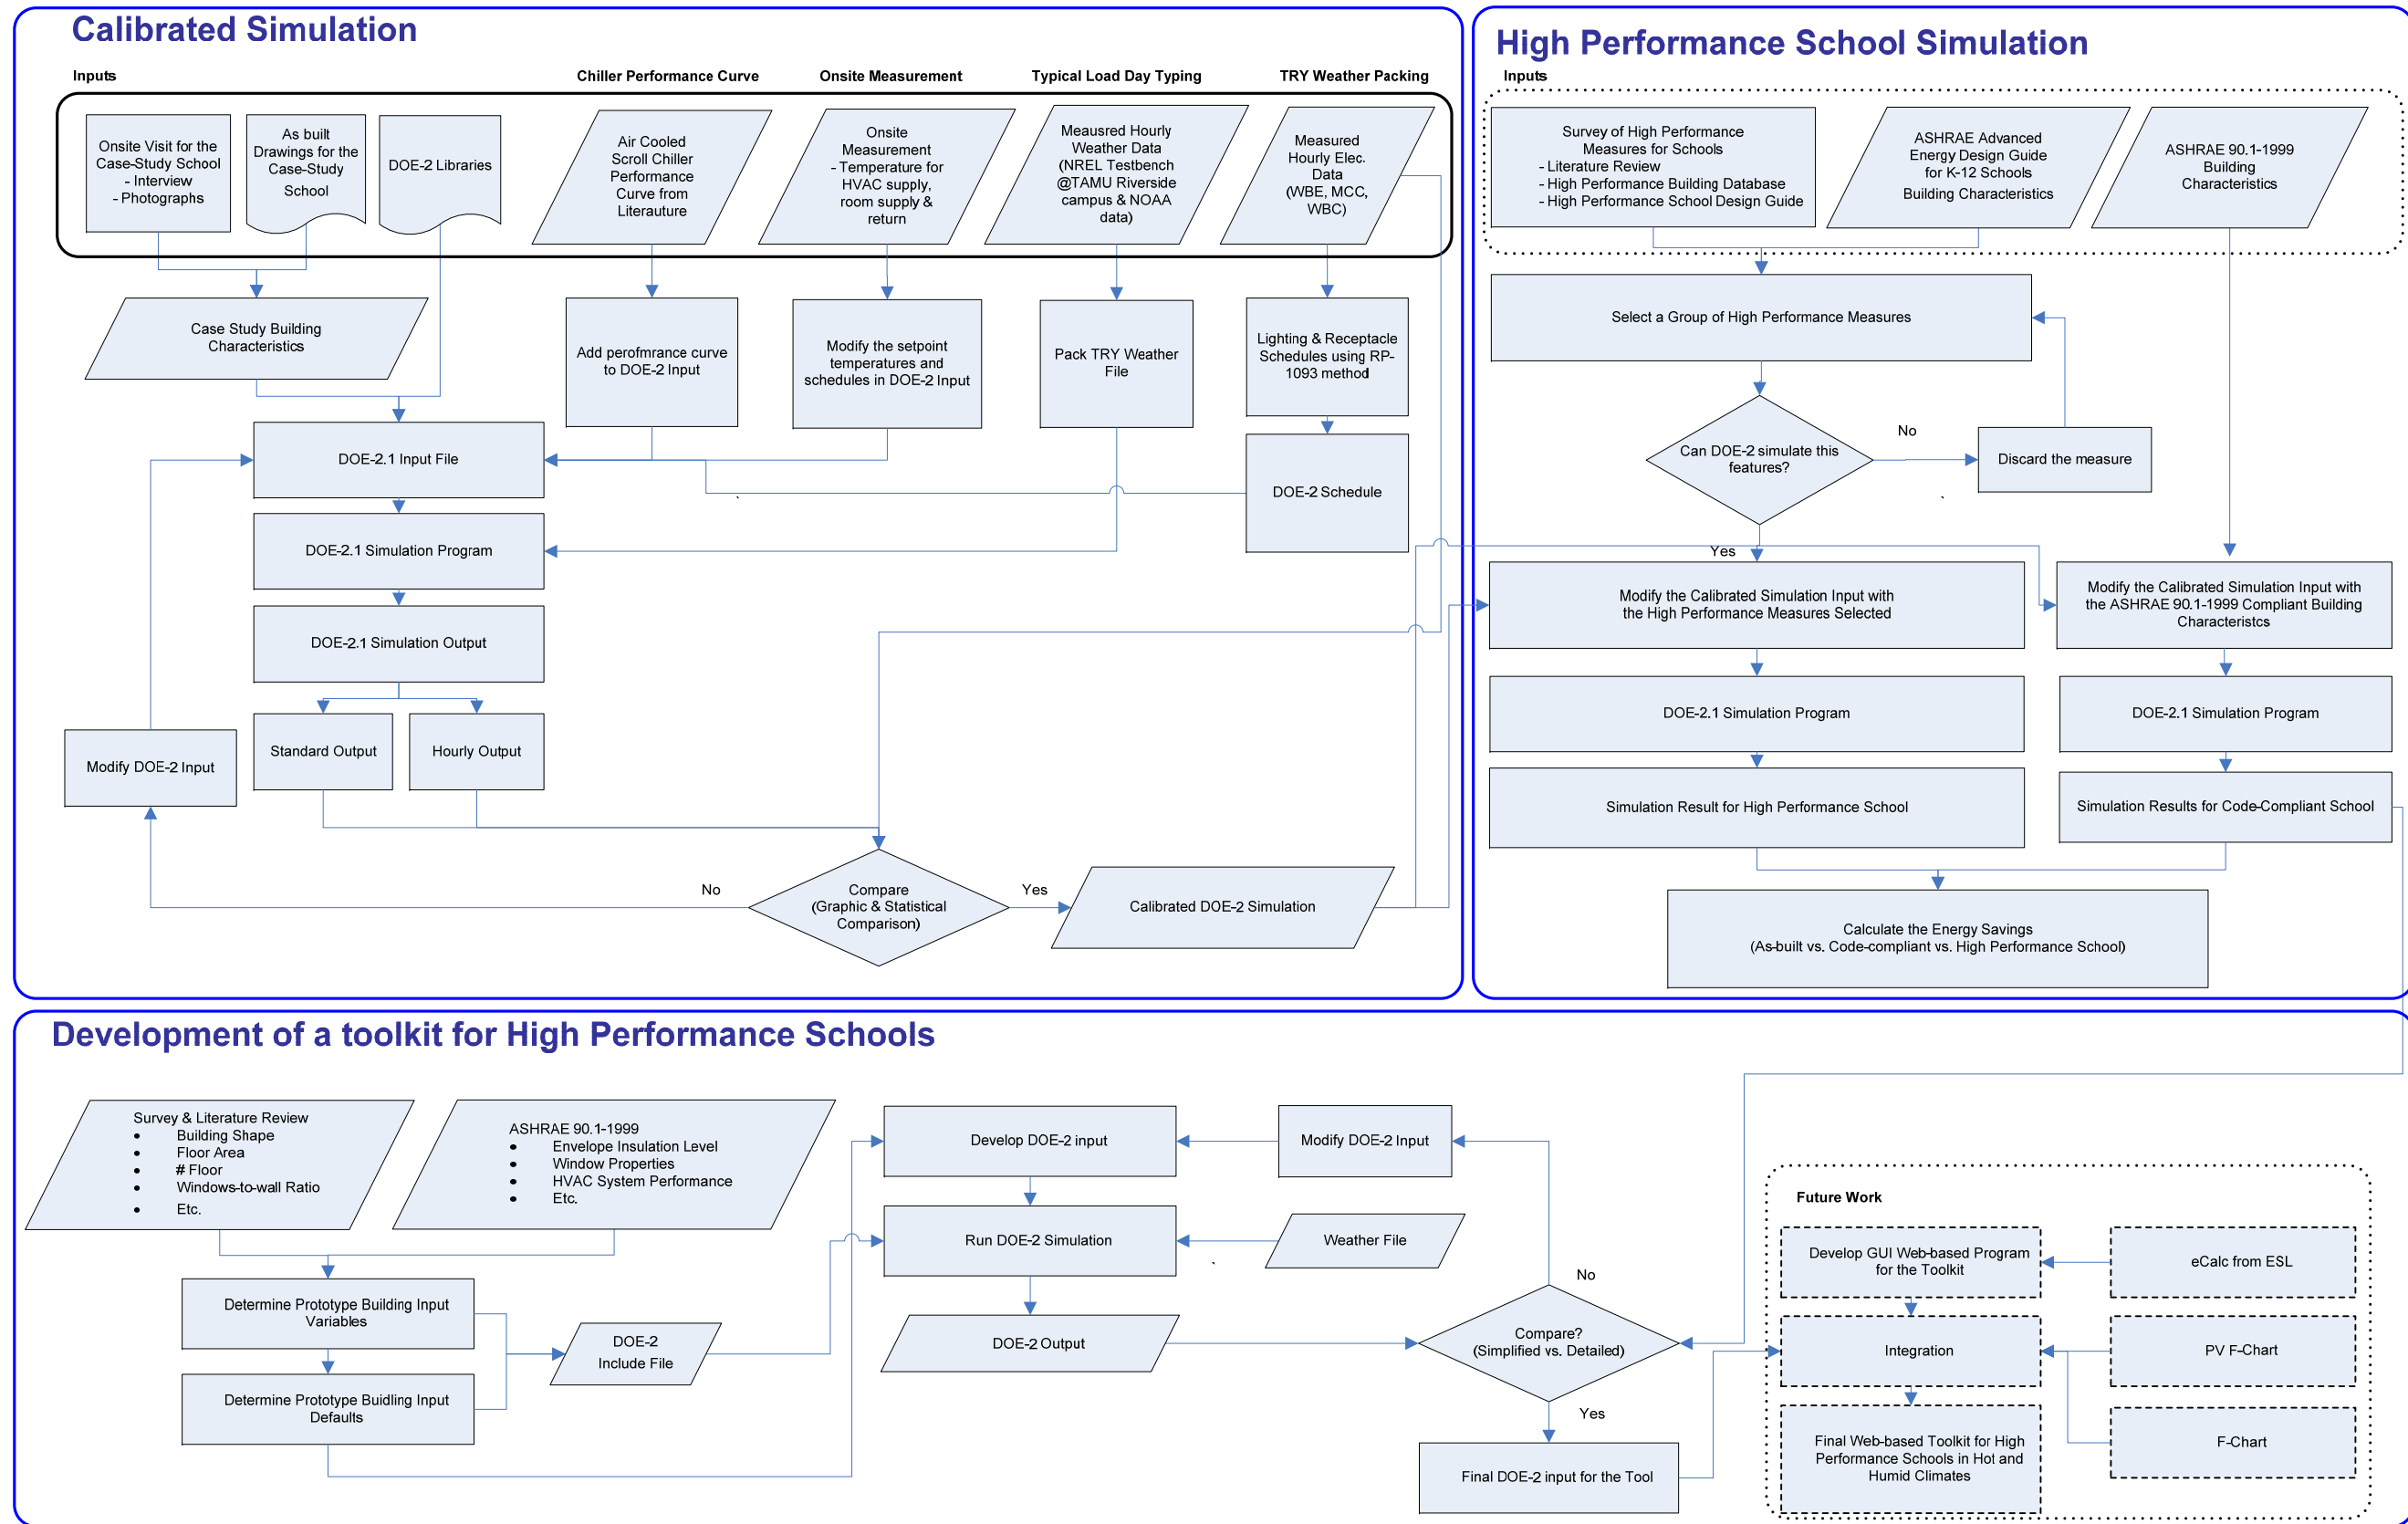 Calibrated Simulation
Inputs
Chiller Performance Curve
Onsite Measurement
Typical Load Day Typing
TRY Weather Packing
Onsite Visit for the
Case-Study School
- Interview
- Photographs
As built
Drawings for the
Case-Study
School
DOE-2 Libraries
Air Cooled
Scroll Chiller
Performance
Curve from
Literauture
Onsite
Measurement
- Temperature for
HVAC supply,
room supply &
return
Meausred Hourly
Weather Data
(NREL Testbench
@TAMU Riverside
campus & NOAA
data)
Measured
Hourly Elec.
Data
(WBE, MCC,
WBC)
Case Study Building
Characteristics
Add perofmrance curve
to DOE-2 Input
Modify the setpoint
temperatures and
schedules in DOE-2 Input
Pack TRY Weather
File
Lighting & Receptacle
Schedules using RP-
1093 method
DOE-2.1 Input File
DOE-2 Schedule
DOE-2.1 Simulation Program
DOE-2.1 Simulation Output
Standard Output
Hourly Output
Modify DOE-2 Input
No
Compare
(Graphic & Statistical
Comparison)
Yes
Calibrated DOE-2 Simulation
High Performance School Simulation
Inputs
Survey of High Performance
Measures for Schools
- Literature Review
- High Performance Building Database
- High Performance School Design Guide
ASHRAE Advanced
Energy Design Guide
for K-12 Schools
Building Characteristics
ASHRAE 90.1-1999
Building
Characteristics
Select a Group of High Performance Measures
Can DOE-2 simulate this
features?
No
Discard the measure
Yes
Modify the Calibrated Simulation Input with
the High Performance Measures Selected
Modify the Calibrated Simulation Input with
the ASHRAE 90.1-1999 Compliant Building
Characteristcs
DOE-2.1 Simulation Program
DOE-2.1 Simulation Program
Simulation Result for High Performance School
Simulation Results for Code-Compliant School
Calculate the Energy Savings
(As-built vs. Code-compliant vs. High Performance School)
Development of a toolkit for High Performance Schools
Survey & Literature Review
• Building Shape
• Floor Area
• # Floor
• Windows-to-wall Ratio
• Etc.
ASHRAE 90.1-1999
• Envelope Insulation Level
• Window Properties
• HVAC System Performance
• Etc.
Determine Prototype Building Input
Variables
Determine Prototype Buidling Input
Defaults
DOE-2
Include File
Develop DOE-2 input
Modify DOE-2 Input
Run DOE-2 Simulation
Weather File
DOE-2 Output
No
Compare?
(Simplified vs. Detailed)
Yes
Final DOE-2 input for the Tool
Future Work
Develop GUI Web-based Program
for the Toolkit
eCalc from ESL
Integration
PV F-Chart
Final Web-based Toolkit for High
Performance Schools in Hot and
Humid Climates
F-Chart